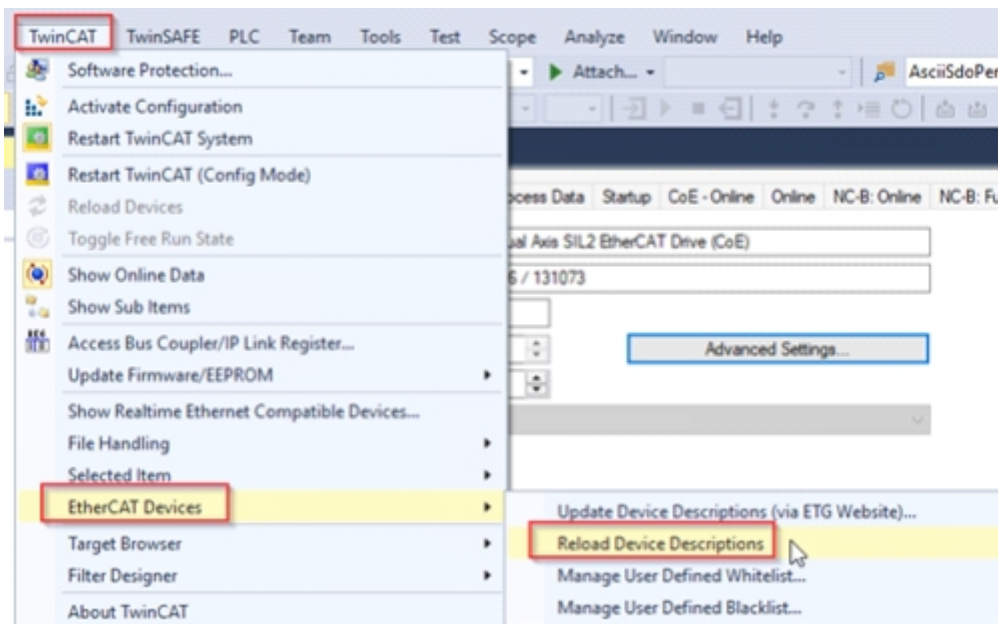 TwinCAT TwinSAFE PLC Team Tools Test Scope Analyze Window Help
Software Protection...
Attach...
AsciiSdoPer
Activate Configuration
Restart TwinCAT System
Restart TwinCAT (Config Mode)
ocess Data Startup CoE - Online Online NC-B: Online NC-B: Fu
Reload Devices
Toggle Free Run State
ual Axis SIL2 EtherCAT Drive (CoE)
Show Online Data
6 / 131073
Show Sub Items
Access Bus Coupler/IP Link Register...
Advanced Settings...
Update Firmware/EEPROM
Show Realtime Ethernet Compatible Devices...
File Handling
Selected Item
EtherCAT Devices
Update Device Descriptions (via ETG Website)...
Target Browser
Reload Device Descriptions
Filter Designer
Manage User Defined Whitelist...
About TwinCAT
Manage User Defined Blacklist...